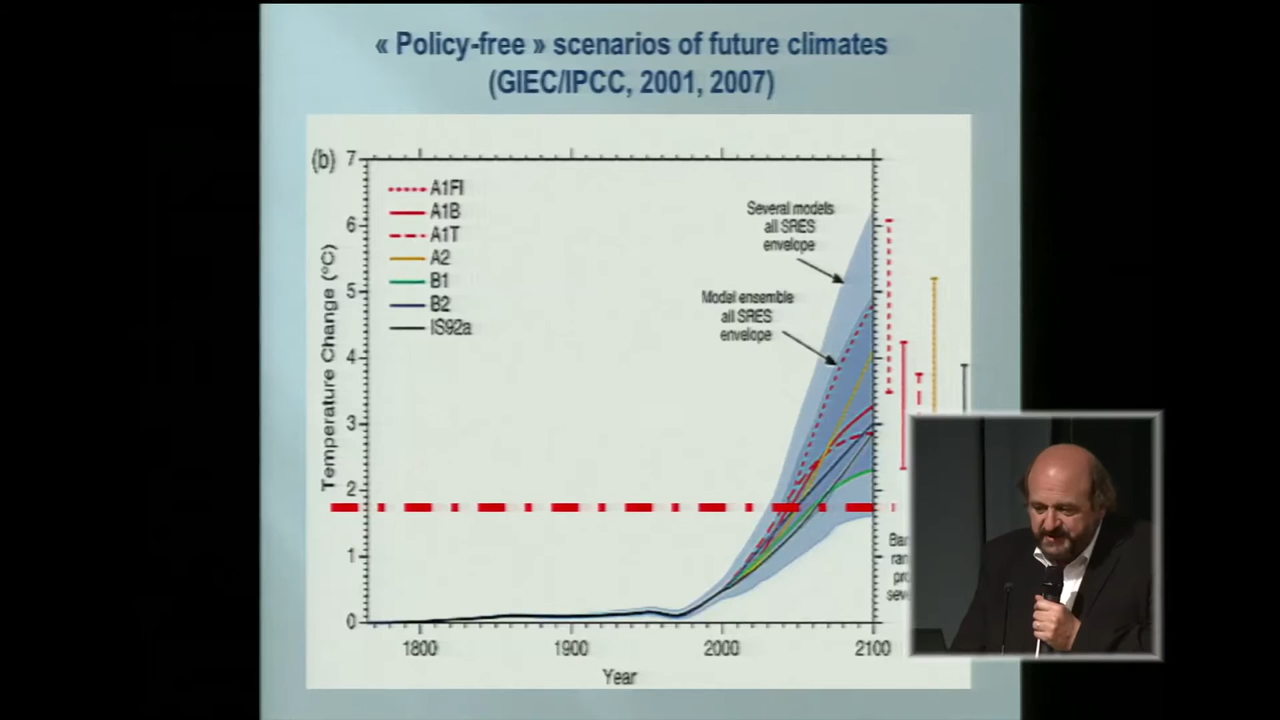 « Policy-free » scenarios of future climates
(GIEC/IPCC, 2001, 2007)
(b)
7
6
5
4
3
2
1
0
Temperature Change (°C)
A1FI
A1B
A1T
A2
B1
B2
IS92a
Several models
all SRES
envelope
Model ensemble
all SRES
envelope
1800
1900
2000
2100
Year